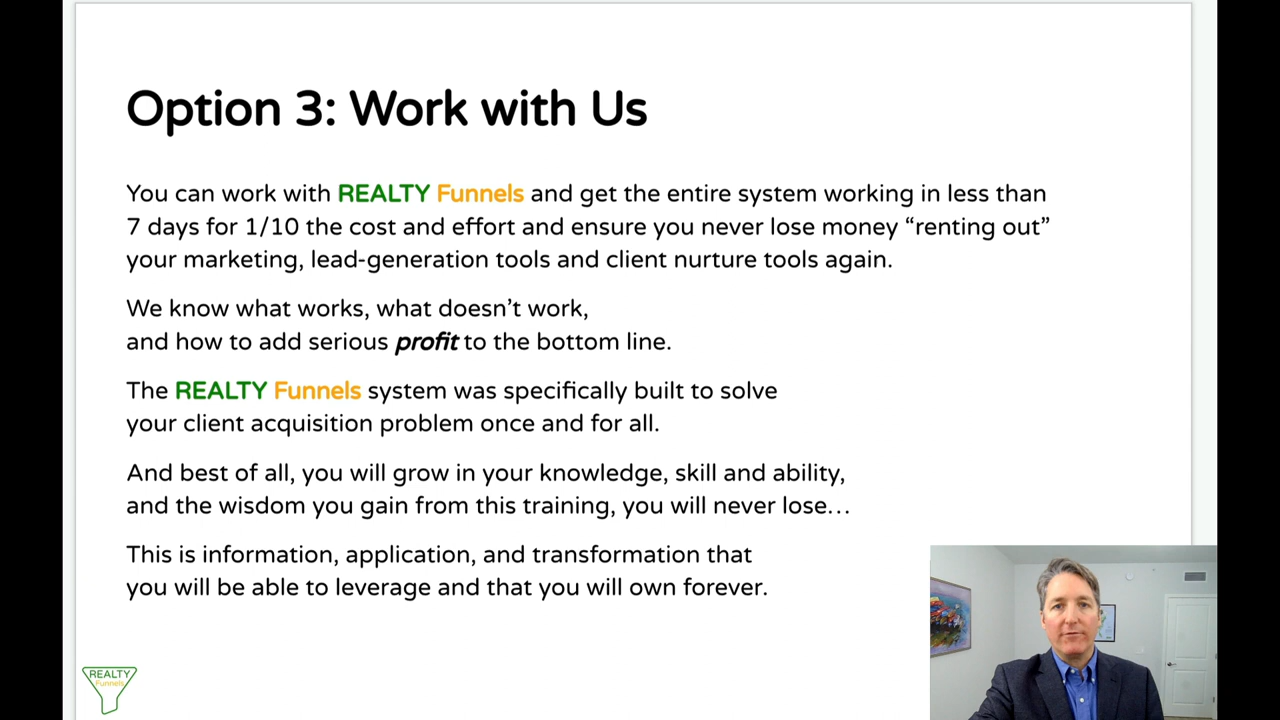 Option 3: Work with Us
You can work with REALTY Funnels and get the entire system working in less than
7 days for 1/10 the cost and effort and ensure you never lose money “renting out”
your marketing, lead-generation tools and client nurture tools again.
We know what works, what doesn’t work,
and how to add serious profit to the bottom line.
The REALTY Funnels system was specifically built to solve
your client acquisition problem once and for all.
And best of all, you will grow in your knowledge, skill and ability,
and the wisdom you gain from this training, you will never lose…
This is information, application, and transformation that
you will be able to leverage and that you will own forever.
REALTY
Funnels